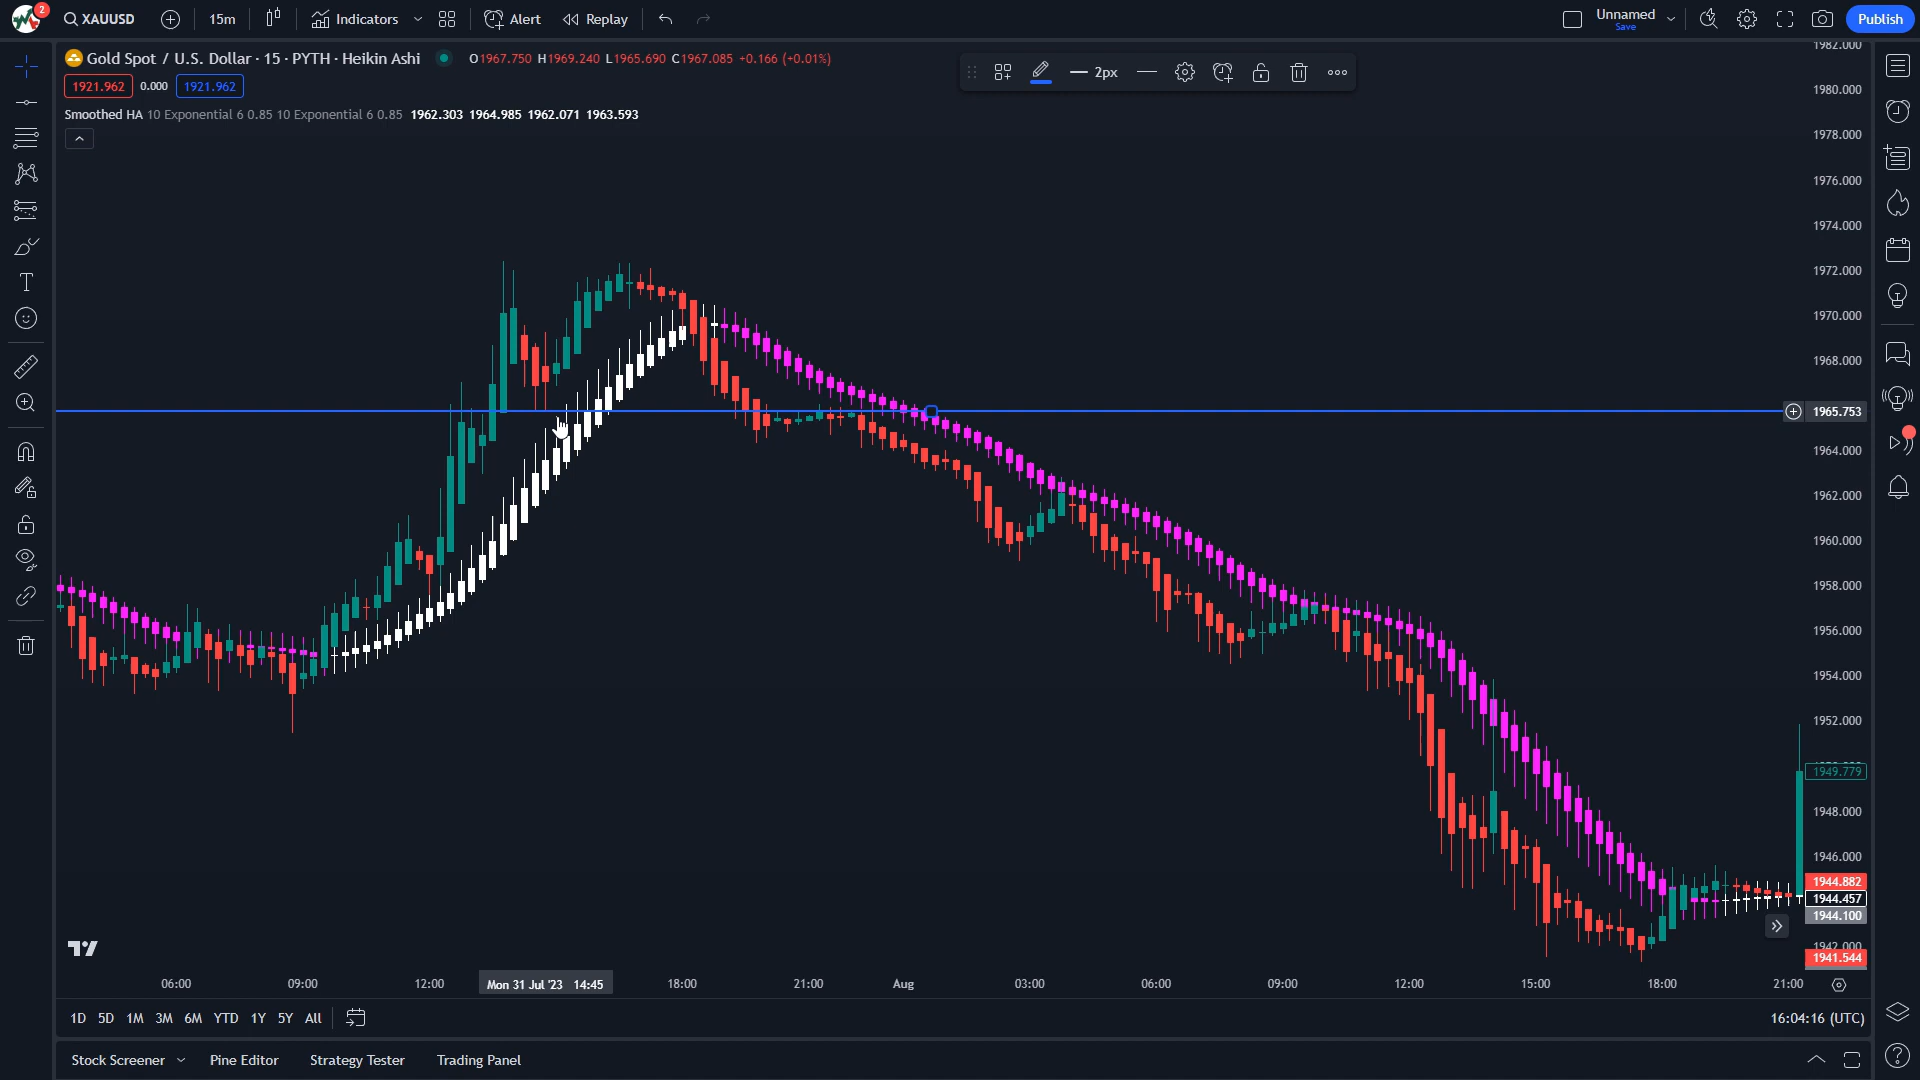 2
XAUUSD
15m
Indicators
Alert
Replay
Unnamed
Save
Publish
Gold Spot / U.S. Dollar · 15 · PYTH · Heikin Ashi
O1967.750 H1969.240 L1965.690 C1967.085 +0.166 (+0.01%)
1921.962
0.000
1921.962
2px
Smoothed HA 10 Exponential 6 0.85 10 Exponential 6 0.85 1962.303 1964.985 1962.071 1963.593
1982.000
1980.000
1978.000
1976.000
1974.000
1972.000
1970.000
1968.000
1965.753
1964.000
1962.000
1960.000
1958.000
1956.000
1954.000
1952.000
1949.779
1948.000
1946.000
1944.882
1944.457
1944.100
1942.000
1941.544
06:00
09:00
12:00
Mon 31 Jul '23 14:45
18:00
21:00
Aug
03:00
06:00
09:00
12:00
15:00
18:00
21:00
1D 5D 1M 3M 6M YTD 1Y 5Y All
16:04:16 (UTC)
Stock Screener
Pine Editor
Strategy Tester
Trading Panel